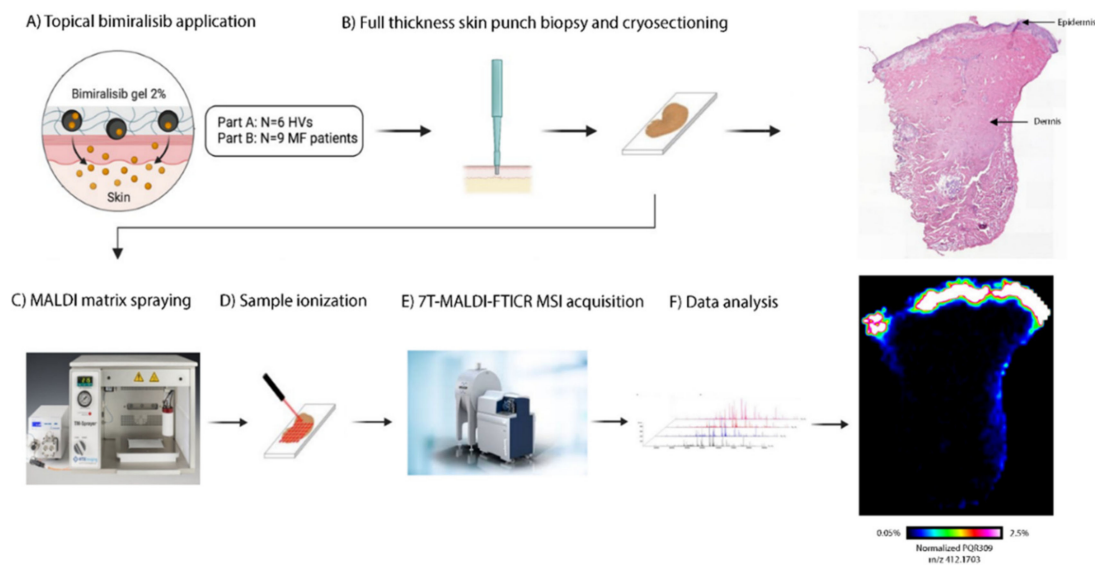 A) Topical bimiralisib application
B) Full thickness skin punch biopsy and cryosectioning
Epidermis
Bimiralisib gel 2%
Part A: N=6 HVs
Part B: N=9 MF patients
Dermis
Skin
C) MALDI matrix spraying
D) Sample ionization
E) 7T-MALDI-FTICR MSI acquisition
F) Data analysis
0.05%
2.5%
Normalized PQR309
m/z 412.1703